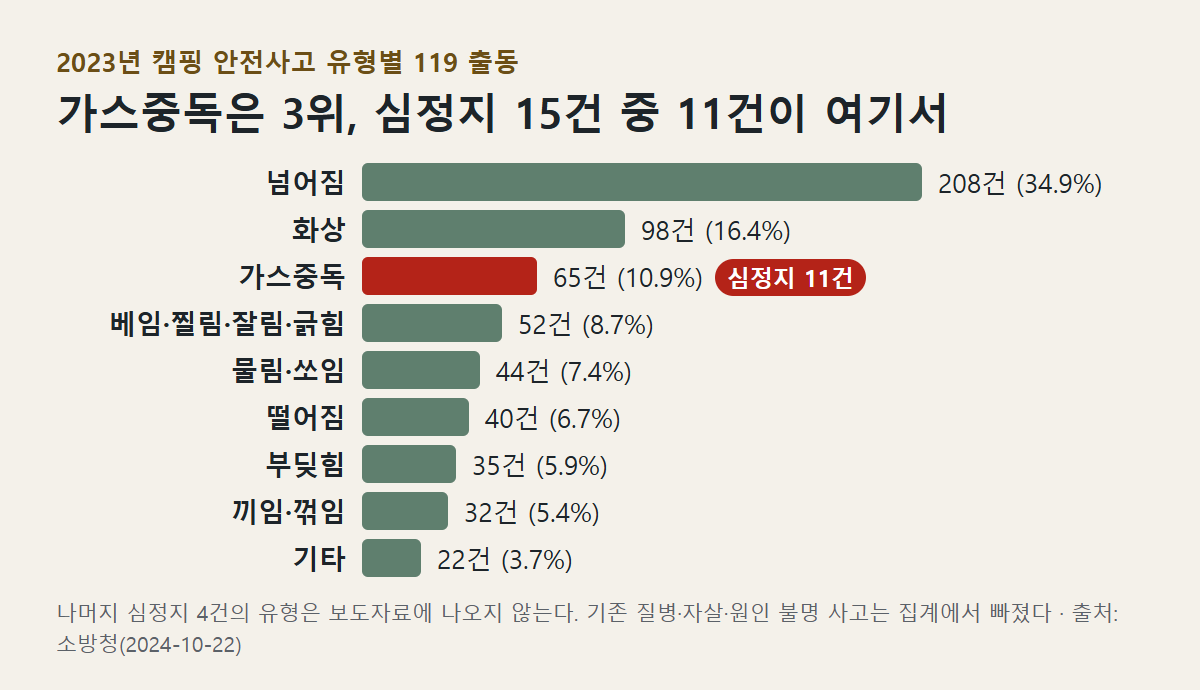 2023년 캠핑 안전사고 유형별 119 출동
가스중독은 3위, 심정지 15건 중 11건이 여기서
넘어짐 208건 (34.9%)
화상 98건 (16.4%)
가스중독 65건 (10.9%) 심정지 11건
베임·찔림·잘림·긁힘 52건 (8.7%)
물림·쏘임 44건 (7.4%)
떨어짐 40건 (6.7%)
부딪힘 35건 (5.9%)
끼임·꺾임 32건 (5.4%)
기타 22건 (3.7%)
나머지 심정지 4건의 유형은 보도자료에 나오지 않는다. 기존 질병·자살·원인 불명 사고는 집계에서 빠졌다 · 출처:
소방청(2024-10-22)